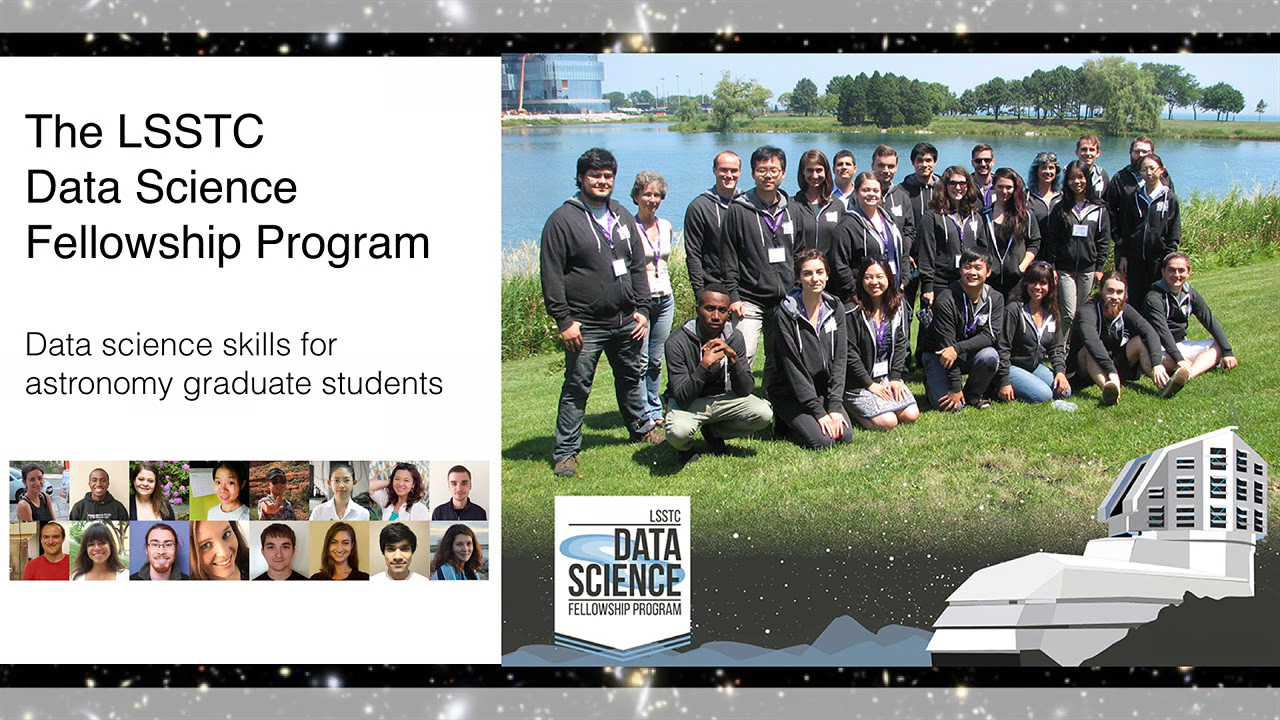 The LSSTC
Data Science
Fellowship Program
Data science skills for
astronomy graduate students
LSSTC
DATA
SCIENCE
FELLOWSHIP PROGRAM